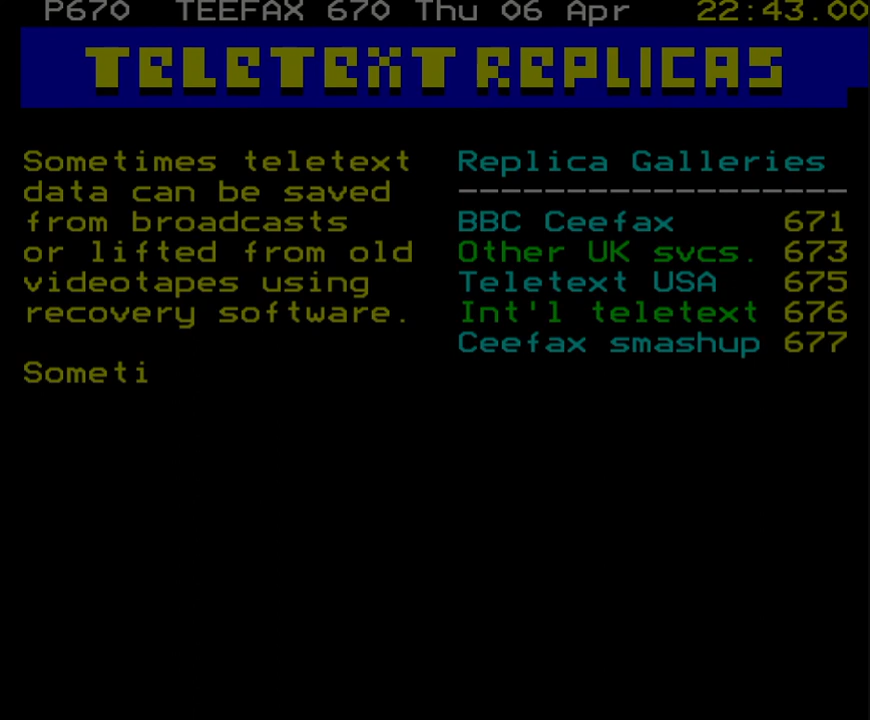 P670 TEEFAX 670 Thu 06 Apr 22:43.00
TELETEXT REPLICAS
Sometimes teletext
data can be saved
from broadcasts
or lifted from old
videotapes using
recovery software.
Someti
Replica Galleries
------------------
BBC Ceefax 671
Other UK svcs. 673
Teletext USA 675
Int'l teletext 676
Ceefax smashup 677